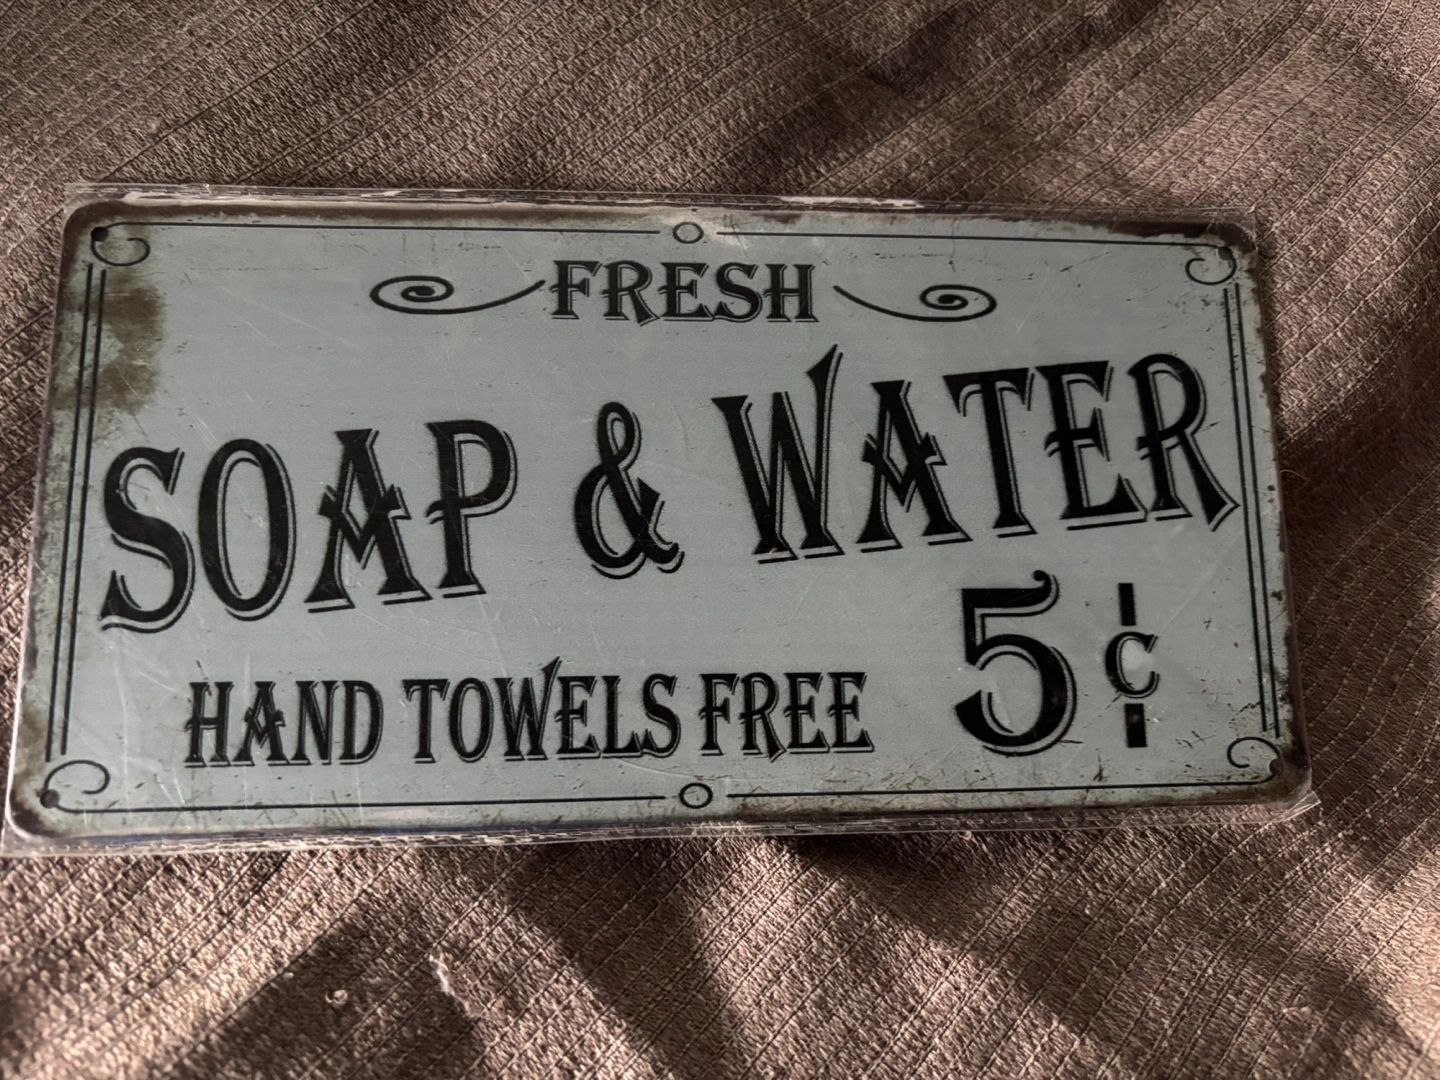 FRESH
SOAP & WATER
5¢
HAND TOWELS FREE